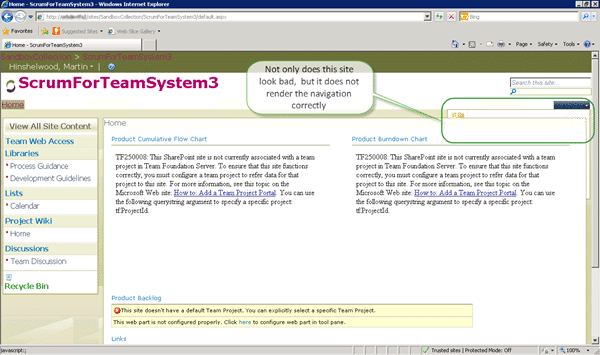 Home - ScrumForTeamSystem3 - Windows Internet Explorer
/sites/SandboxCollection/ScrumForTeamSystem3/default.aspx
Bing
Favorites Suggested Sites Web Slice Gallery
Home - ScrumForTeamSystem3
Page Safety Tools
SandboxCollection > ScrumForTeamSystem3
Hinshelwood, Martin
ScrumForTeamSystem3
Not only does this site
look bad, but it does not
render the navigation
correctly
Search this site...
Home
View All Site Content
Team Web Access
Libraries
Process Guidance
Development Guidelines
Lists
Calendar
Project Wiki
Home
Discussions
Team Discussion
Recycle Bin
Home
Product Cumulative Flow Chart
TF250008: This SharePoint site is not currently associated with a team
project in Team Foundation Server. To ensure that this site functions
correctly, you must configure a team project to refer data for that
project to this site. For more information, see this topic on the
Microsoft Web site: How to: Add a Team Project Portal. You can use
the following querystring argument to specify a specific project:
tfProjectId.
Product Burndown Chart
TF250008: This SharePoint site is not currently associated with a team
project in Team Foundation Server. To ensure that this site functions
correctly, you must configure a team project to refer data for that
project to this site. For more information, see this topic on the
Microsoft Web site: How to: Add a Team Project Portal. You can use
the following querystring argument to specify a specific project:
tfProjectId.
Product Backlog
This site doesn't have a default Team Project. You can explicitly select a specific Team Project.
This web part is not configured properly. Click here to configure web part in tool pane.
Links
javascript:;
Trusted sites | Protected Mode: Off
100%